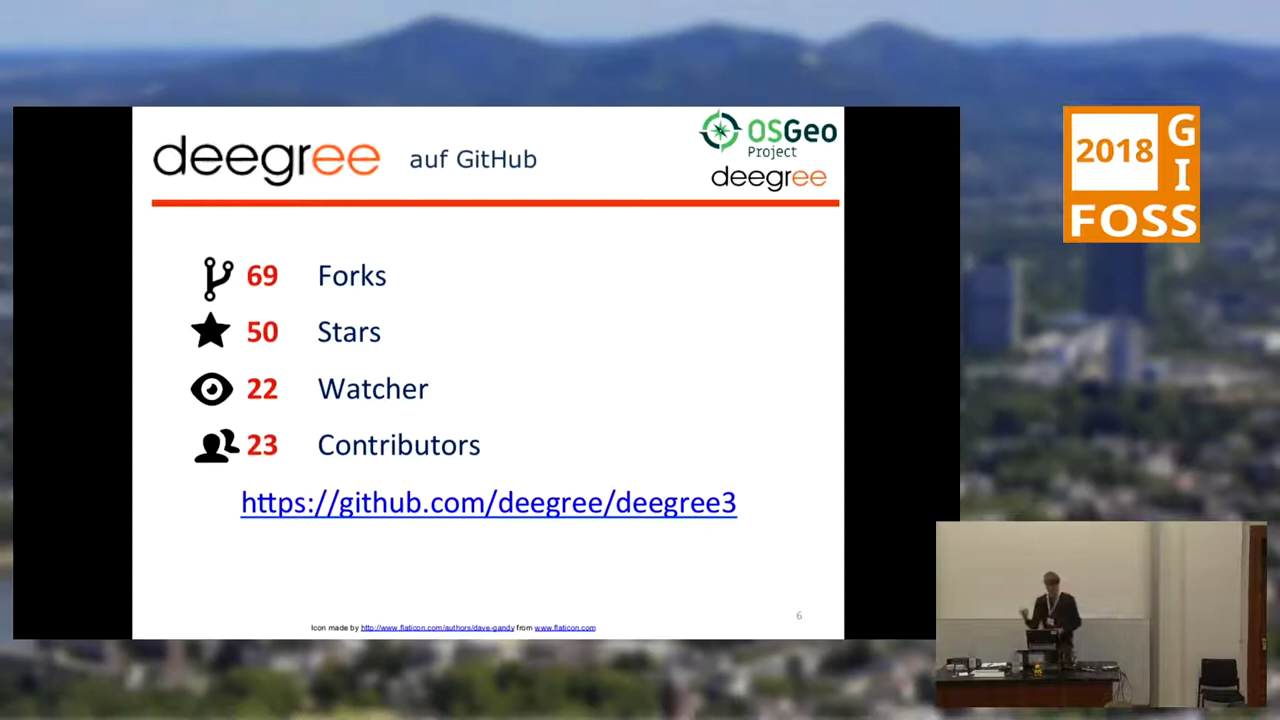 deegree auf GitHub
OSGeo
Project
deegree
69 Forks
50 Stars
22 Watcher
23 Contributors
https://github.com/deegree/deegree3
6
Icon made by http://www.flaticon.com/authors/dave-gandy from www.flaticon.com
2018
G
I
FOSS